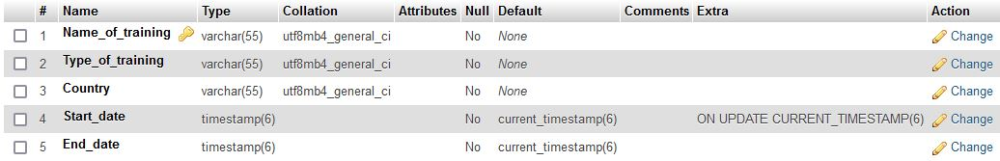 # Name Type Collation Attributes Null Default Comments Extra Action
1 Name_of_training varchar(55) utf8mb4_general_ci No None Change
2 Type_of_training varchar(55) utf8mb4_general_ci No None Change
3 Country varchar(55) utf8mb4_general_ci No None Change
4 Start_date timestamp(6) No current_timestamp(6) ON UPDATE CURRENT_TIMESTAMP(6) Change
5 End_date timestamp(6) No current_timestamp(6) Change